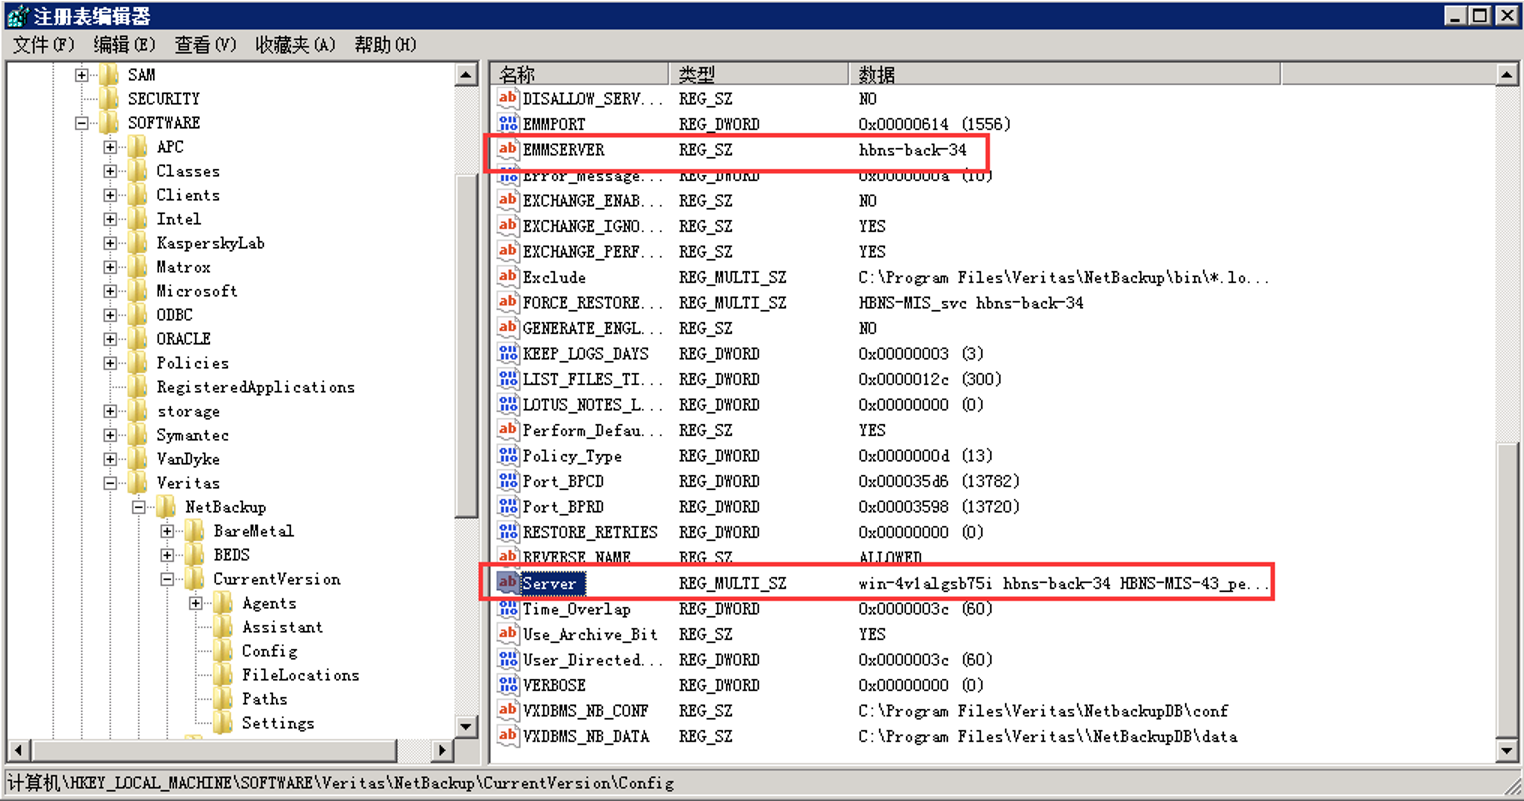 注册表编辑器
文件(F) 编辑(E) 查看(V) 收藏夹(A) 帮助(H)
SAM
SECURITY
SOFTWARE
APC
Classes
Clients
Intel
KasperskyLab
Matrox
Microsoft
ODBC
ORACLE
Policies
RegisteredApplications
storage
Symantec
VanDyke
Veritas
NetBackup
BareMetal
BEDS
CurrentVersion
Agents
Assistant
Config
FileLocations
Paths
Settings
名称 类型 数据
DISALLOW_SERV... REG_SZ NO
EMMPORT REG_DWORD 0x00000614 (1556)
EMMSERVER REG_SZ hbns-back-34
Error_message... REG_DWORD 0x0000000a (10)
EXCHANGE_ENAB... REG_SZ NO
EXCHANGE_IGNO... REG_SZ YES
EXCHANGE_PERF... REG_SZ YES
Exclude REG_MULTI_SZ C:\Program Files\Veritas\NetBackup\bin\*.lo...
FORCE_RESTORE... REG_MULTI_SZ HBNS-MIS_svc hbns-back-34
GENERATE_ENGL... REG_SZ NO
KEEP_LOGS_DAYS REG_DWORD 0x00000003 (3)
LIST_FILES_TI... REG_DWORD 0x0000012c (300)
LOTUS_NOTES_L... REG_DWORD 0x00000000 (0)
Perform_Defau... REG_SZ YES
Policy_Type REG_DWORD 0x0000000d (13)
Port_BPCD REG_DWORD 0x000035d6 (13782)
Port_BPRD REG_DWORD 0x00003598 (13720)
RESTORE_RETRIES REG_DWORD 0x00000000 (0)
REVERSE_NAME REG_SZ ALLOWED
Server REG_MULTI_SZ win-4v1algsb75i hbns-back-34 HBNS-MIS-43_pe...
Time_Overlap REG_DWORD 0x0000003c (60)
Use_Archive_Bit REG_SZ YES
User_Directed... REG_DWORD 0x0000003c (60)
VERBOSE REG_DWORD 0x00000000 (0)
VXDBMS_NB_CONF REG_SZ C:\Program Files\Veritas\NetbackupDB\conf
VXDBMS_NB_DATA REG_SZ C:\Program Files\Veritas\\NetBackupDB\data
计算机\HKEY_LOCAL_MACHINE\SOFTWARE\Veritas\NetBackup\CurrentVersion\Config